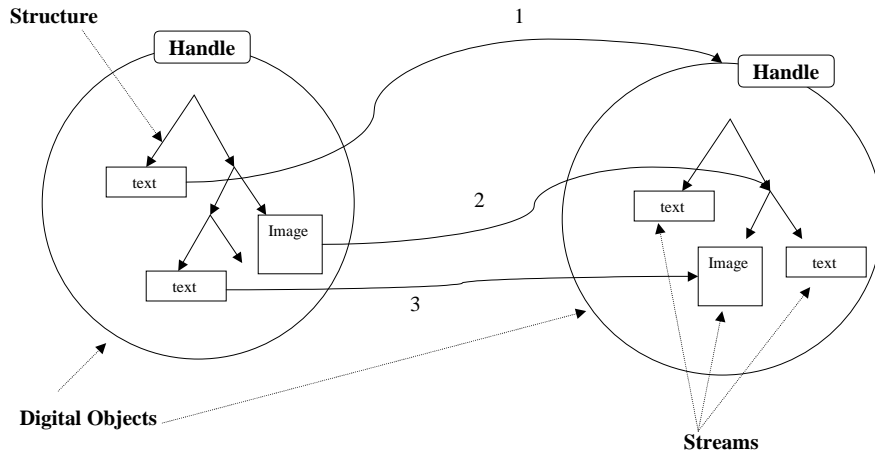 Structure
1
Handle
Handle
text
2
text
Image
Image
text
text
3
Digital Objects
Streams